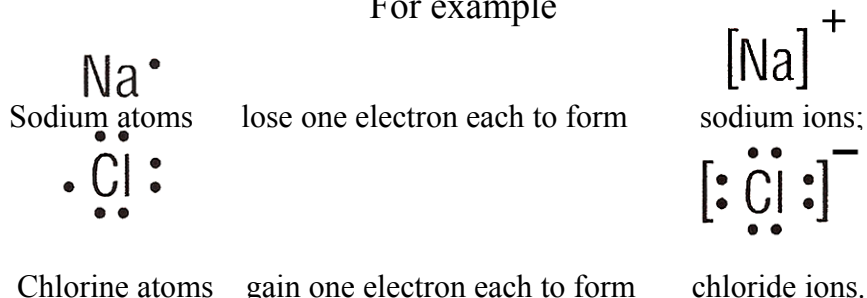 For example
Na• [Na]⁺
Sodium atoms lose one electron each to form sodium ions;
Cl [Cl]⁻
Chlorine atoms gain one electron each to form chloride ions.